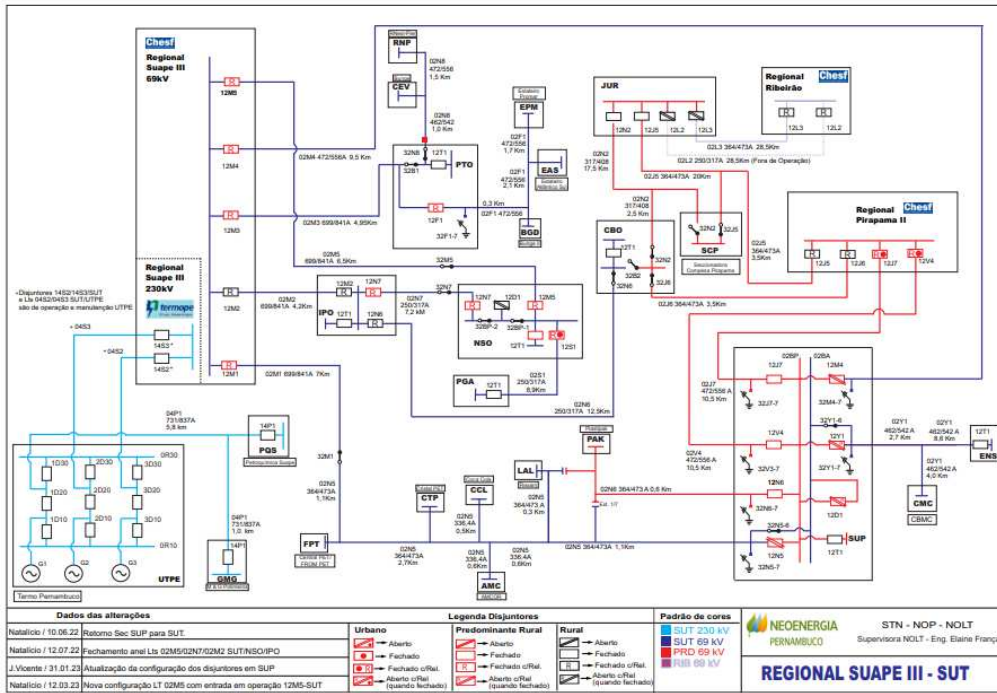 Chesf
Regional
Suape III
69kV
12M5
12M4
12M3
Regional
Suape III
230kV
termope
+Disjuntores 14S2/14S3/SUT
e Lts 04S2/04S3 SUT/UTPE
são de operação e manutenção UTPE
+04S3
+04S2
14S3*
14S2*
12M2
12M1
02M4 472/556A 9,5 Km
02M3 699/841A 4,95Km
02M5
699/841A 6,5Km
02M2
699/841A 4,2Km
02M1 699/841A 7Km
RNP
02N8
472/556
1,5 Km
CEV
02N8
462/542
1,0 Km
32N8
32B1
12T1
PTO
12F1
32F1-7
EPM
02F1
472/556
1,7 Km
02F1
472/556
2,1 Km
EAS
0,3 Km
02F1 472/556
BGD
32M5
12M2
12N7
IPO
12T1
12N6
02N7
250/317A
7,2 kM
32N7
12N7
12D1
12M5
32BP-2
32BP-1
NSO
12T1
12S1
PGA
12T1
02S1
250/317A
8,9Km
02N6
250/317A 12,5Km
JUR
12N2
12J5
12L2
12L3
Regional
Ribeirão
Chesf
12L3
12L2
02L3 364/473A 28,5Km
02L2 250/317A 28,5Km (Fora de Operação)
02N2
317/408
17,5 Km
02J5 364/473A 20Km
02N2
317/408
2,5 Km
32N2
32J5
SCP
CBO
12T1
32N2
32B2
32N6
32J6
02J6 364/473A 3,5Km
02J5
364/473A
3,5Km
Regional
Pirapama II
Chesf
12J5
12J6
12J7
12V4
02J7
472/556 A
10,5 Km
02V4
472/556 A
10,5 Km
02BP
02BA
12J7
12M4
32J7-7
32M4-7
32Y1-6
12V4
12Y1
32V3-7
32Y1-7
12N6
32N6-7
12D1
32N5-6
SUP
12T1
12N5
32N5-7
02Y1
462/542 A
2,7 Km
02Y1
462/542 A
8,6 Km
12T1
ENS
02Y1
462/542 A
4,0 Km
CMC
CBMC
04P1
731/837A
5,8 km
14P1
PQS
04P1
731/837A
1,0, km
14P1
GMG
0R30
1D30
2D30
3D30
1D20
2D20
3D20
1D10
2D10
3D10
0R10
G1
G2
G3
UTPE
Termo Pernambuco
32M1
02N5
364/473A
1,1Km
FPT
02N5
364/473A
2,7Km
CTP
CCL
02N5
336,4A
0,5Km
02N5
336,4A
0,6Km
02N5
336,4A
0,6Km
AMC
LAL
02N5
364/473 A
0,3 Km
PAK
02N6 364/473 A 0,6 Km
02N5 364/473A 1,1Km
Dados das alterações
Natalício / 10.06.22 Retorno Sec SUP para SUT.
Natalício / 12.07.22 Fechamento anel Lts 02M5/02N7/02M2 SUT/NSO/IPO
J.Vicente / 31.01.23 Atualização da configuração dos disjuntores em SUP
Natalício / 12.03.23 Nova configuração LT 02M5 com entrada em operação 12M5-SUT
Legenda Disjuntores
Urbano
Aberto
Fechado
Fechado c/Rel.
Aberto c/Rel
(quando fechado)
Predominante Rural
Aberto
Fechado
Fechado c/Rel.
Aberto c/Rel.
(quando fechado)
Rural
Aberto
Fechado
Fechado c/Rel.
Aberto c/Rel.
(quando fechado)
Padrão de cores
SUT 230 kV
SUT 69 kV
PRD 69 kV
RIB 69 kV
NEOENERGIA
PERNAMBUCO
STN - NOP - NOLT
Supervisora NOLT - Eng. Elaine França
REGIONAL SUAPE III - SUT